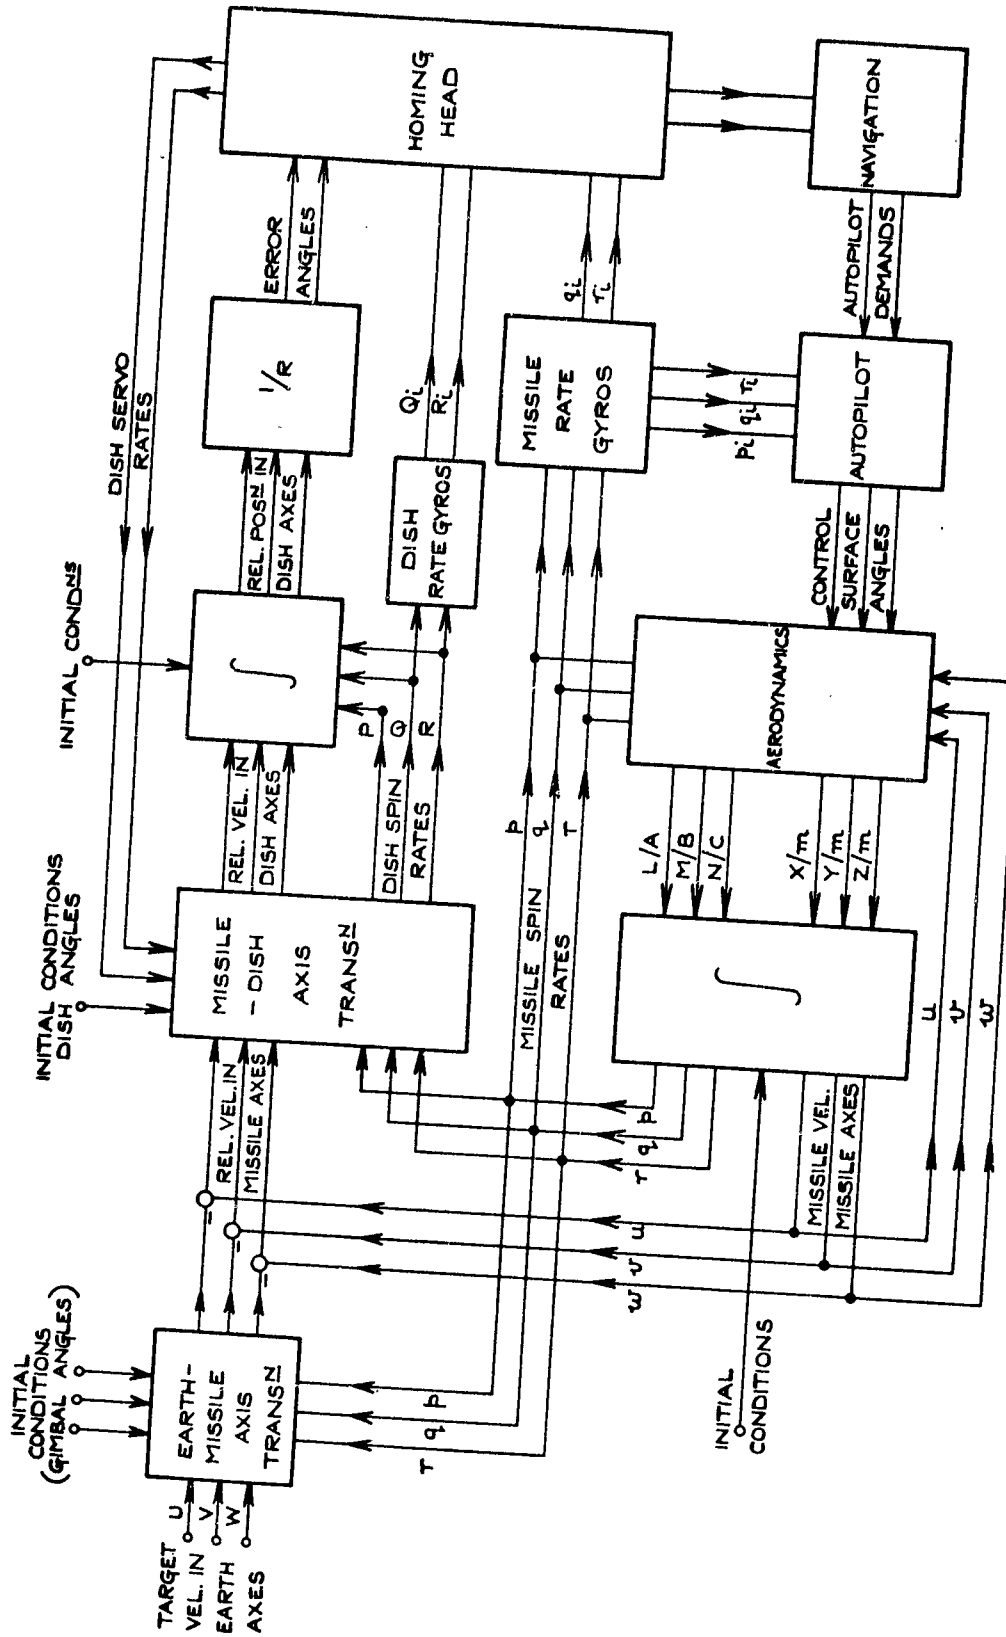 INITIAL
CONDITIONS
(GIMBAL ANGLES)
TARGET
VEL. IN
EARTH
AXES
U
V
W
EARTH-
MISSILE
AXIS
TRANSN
p
q
r
REL. VEL. IN
MISSILE AXES
-
-
-
u
v
w
INITIAL CONDITIONS
DISH ANGLES
MISSILE
- DISH
AXIS
TRANSN
p
q
r
REL. VEL. IN
DISH AXES
DISH SPIN
RATES
P
Q
R
INITIAL CONDNS
∫
REL. POSN IN
DISH AXES
1/R
ERROR
ANGLES
DISH SERVO
RATES
HOMING
HEAD
DISH
RATE GYROS
Qi
Ri
MISSILE SPIN
RATES
p
q
r
MISSILE
RATE
GYROS
qi
ri
pi
qi
ri
NAVIGATION
AUTOPILOT
DEMANDS
AUTOPILOT
CONTROL
SURFACE
ANGLES
AERODYNAMICS
L/A
M/B
N/C
X/m
Y/m
Z/m
∫
INITIAL
CONDITIONS
MISSILE VEL.
MISSILE AXES
u
v
w